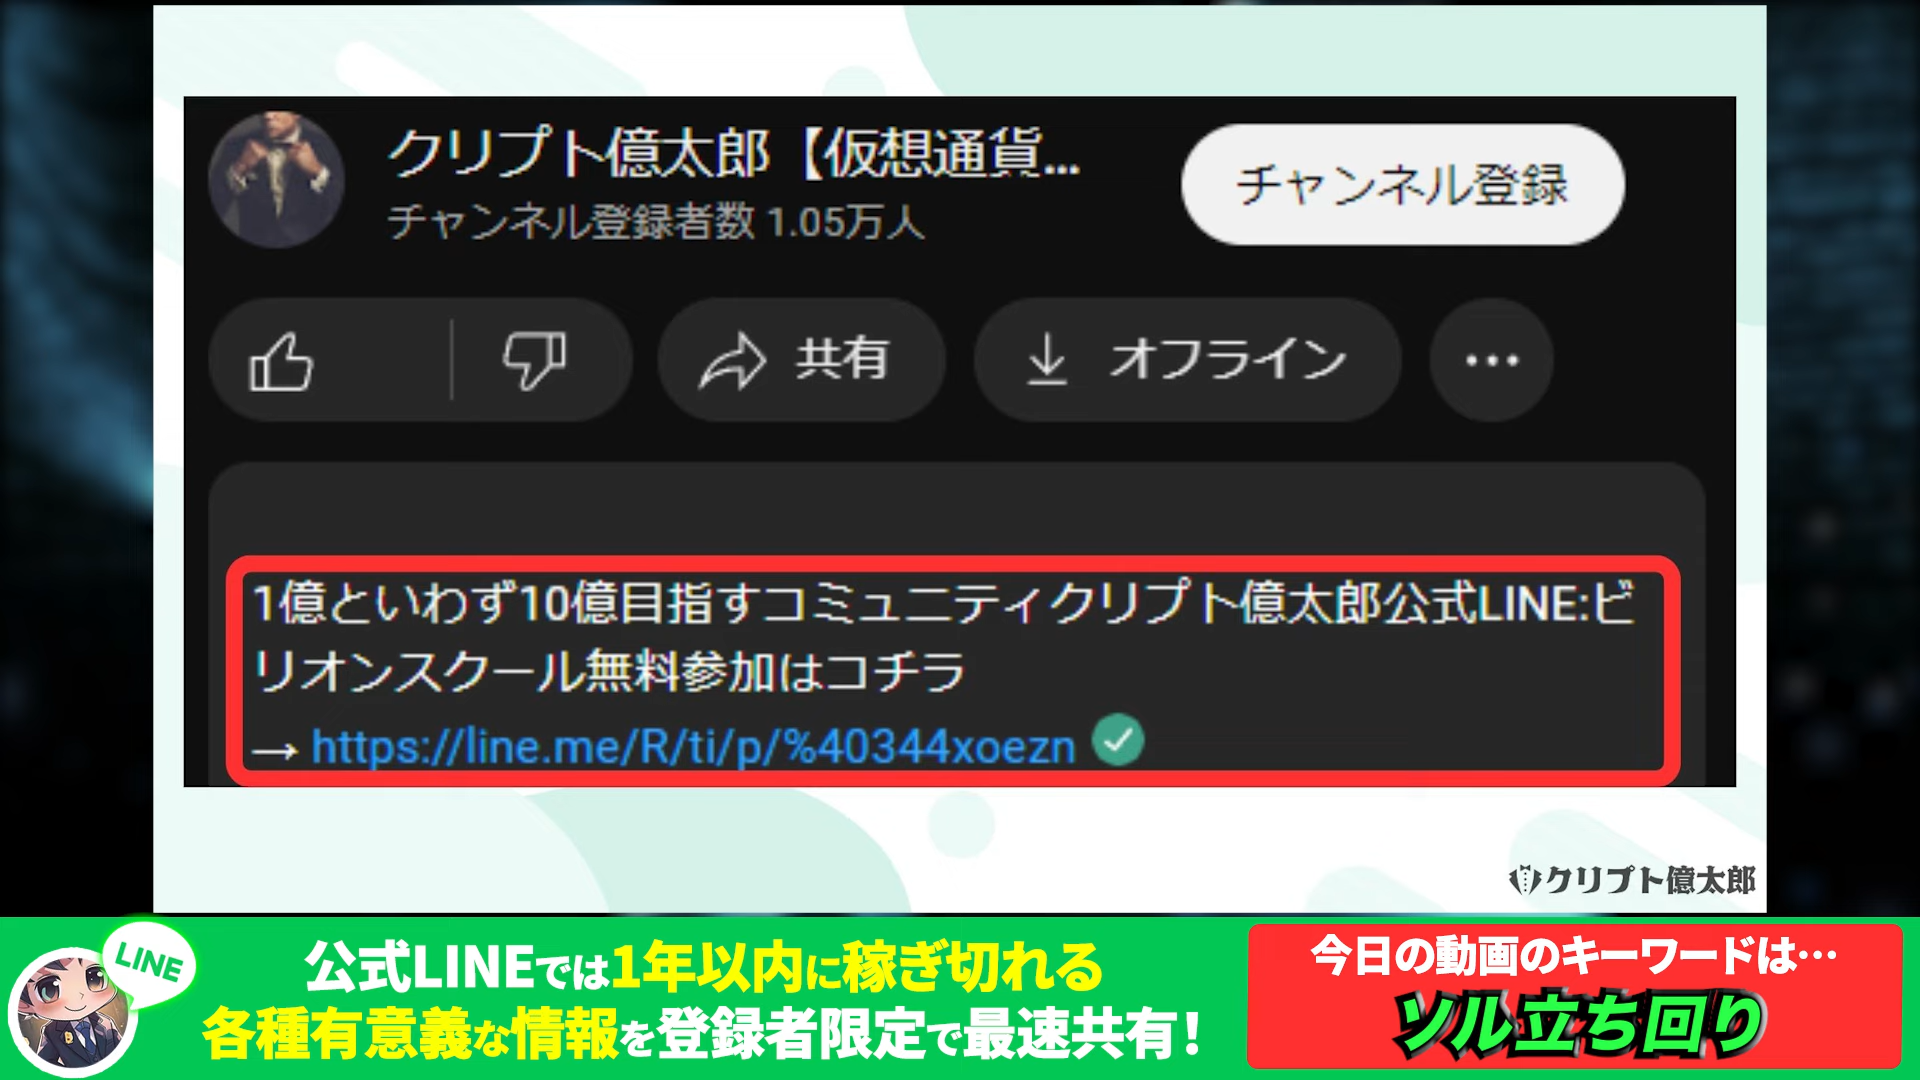 クリプト億太郎【仮想通貨...
チャンネル登録者数 1.05万人
チャンネル登録
共有
オフライン
1億といわず10億目指すコミュニティクリプト億太郎公式LINE:ビ
リオンスクール無料参加はコチラ
→ https://line.me/R/ti/p/%40344xoezn
クリプト億太郎
LINE
公式LINEでは1年以内に稼ぎ切れる
各種有意義な情報を登録者限定で最速共有!
今日の動画のキーワードは…
ソル立ち回り